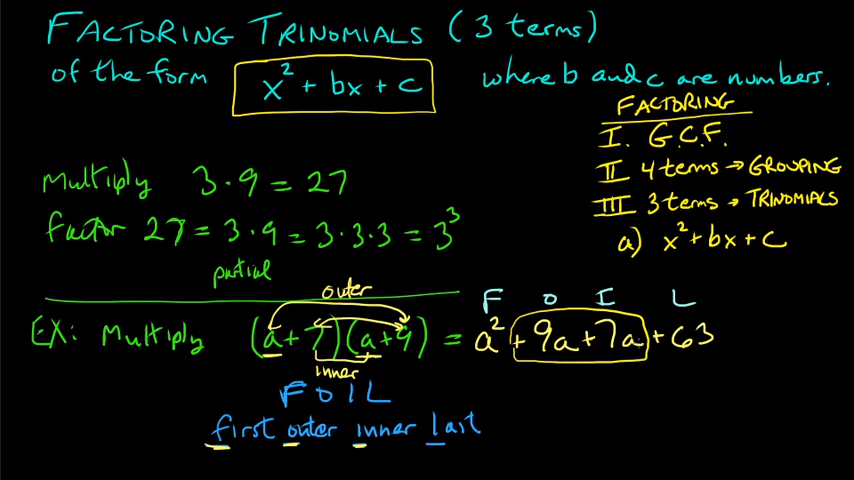 FACTORING TRINOMIALS (3 terms)
of the form x² + bx + c where b and c are numbers.
FACTORING
I. G.C.F.
II 4 terms → GROUPING
III 3 terms → TRINOMIALS
a) x² + bx + c
Multiply 3 · 9 = 27
factor 27 = 3 · 9 = 3 · 3 · 3 = 3³
partial
outer
F O I L
EX: Multiply (a + 7)(a + 9) = a² + 9a + 7a + 63
inner
F O I L
first outer inner last